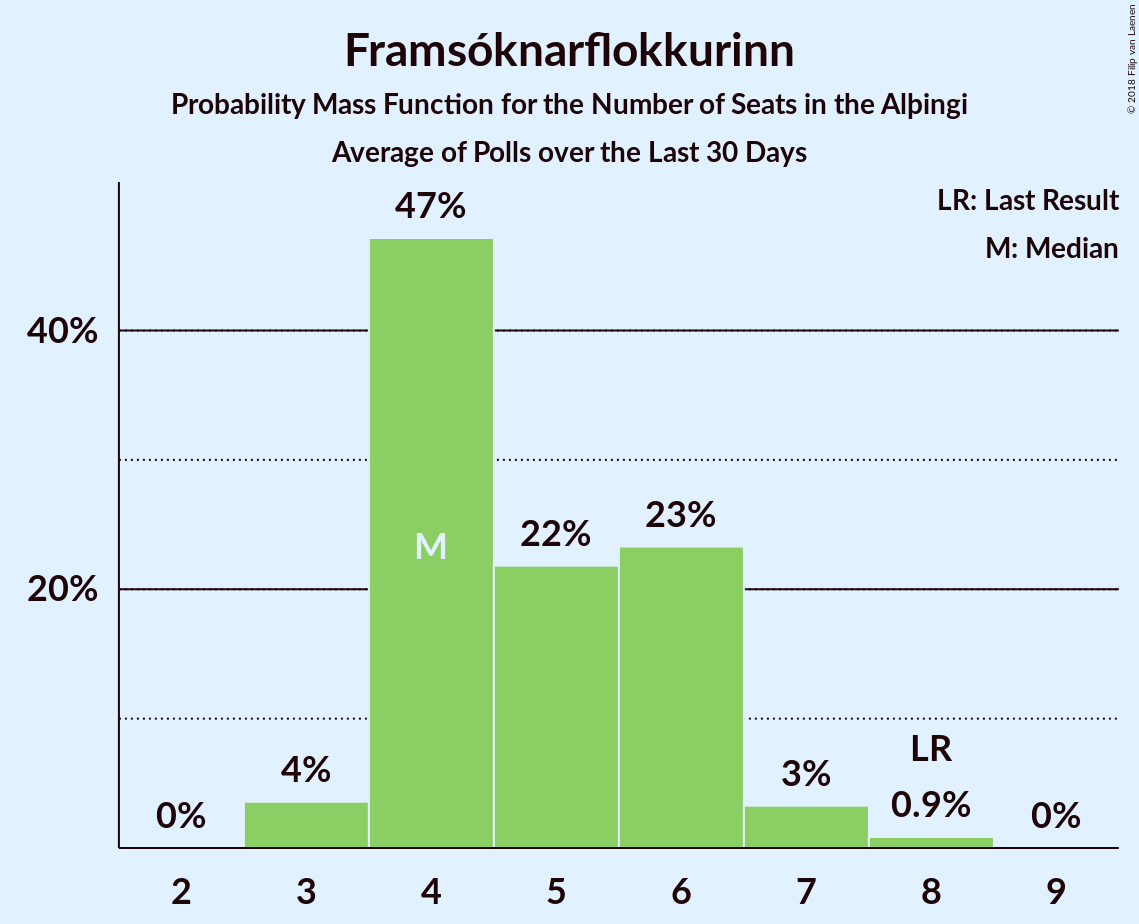 Framsóknarflokkurinn
Probability Mass Function for the Number of Seats in the Alþingi
Average of Polls over the Last 30 Days
© 2018 Filip van Laenen
LR: Last Result
M: Median
47%
40%
M
23%
22%
20%
LR
4%
3%
0.9%
0%
0%
2 3 4 5 6 7 8 9